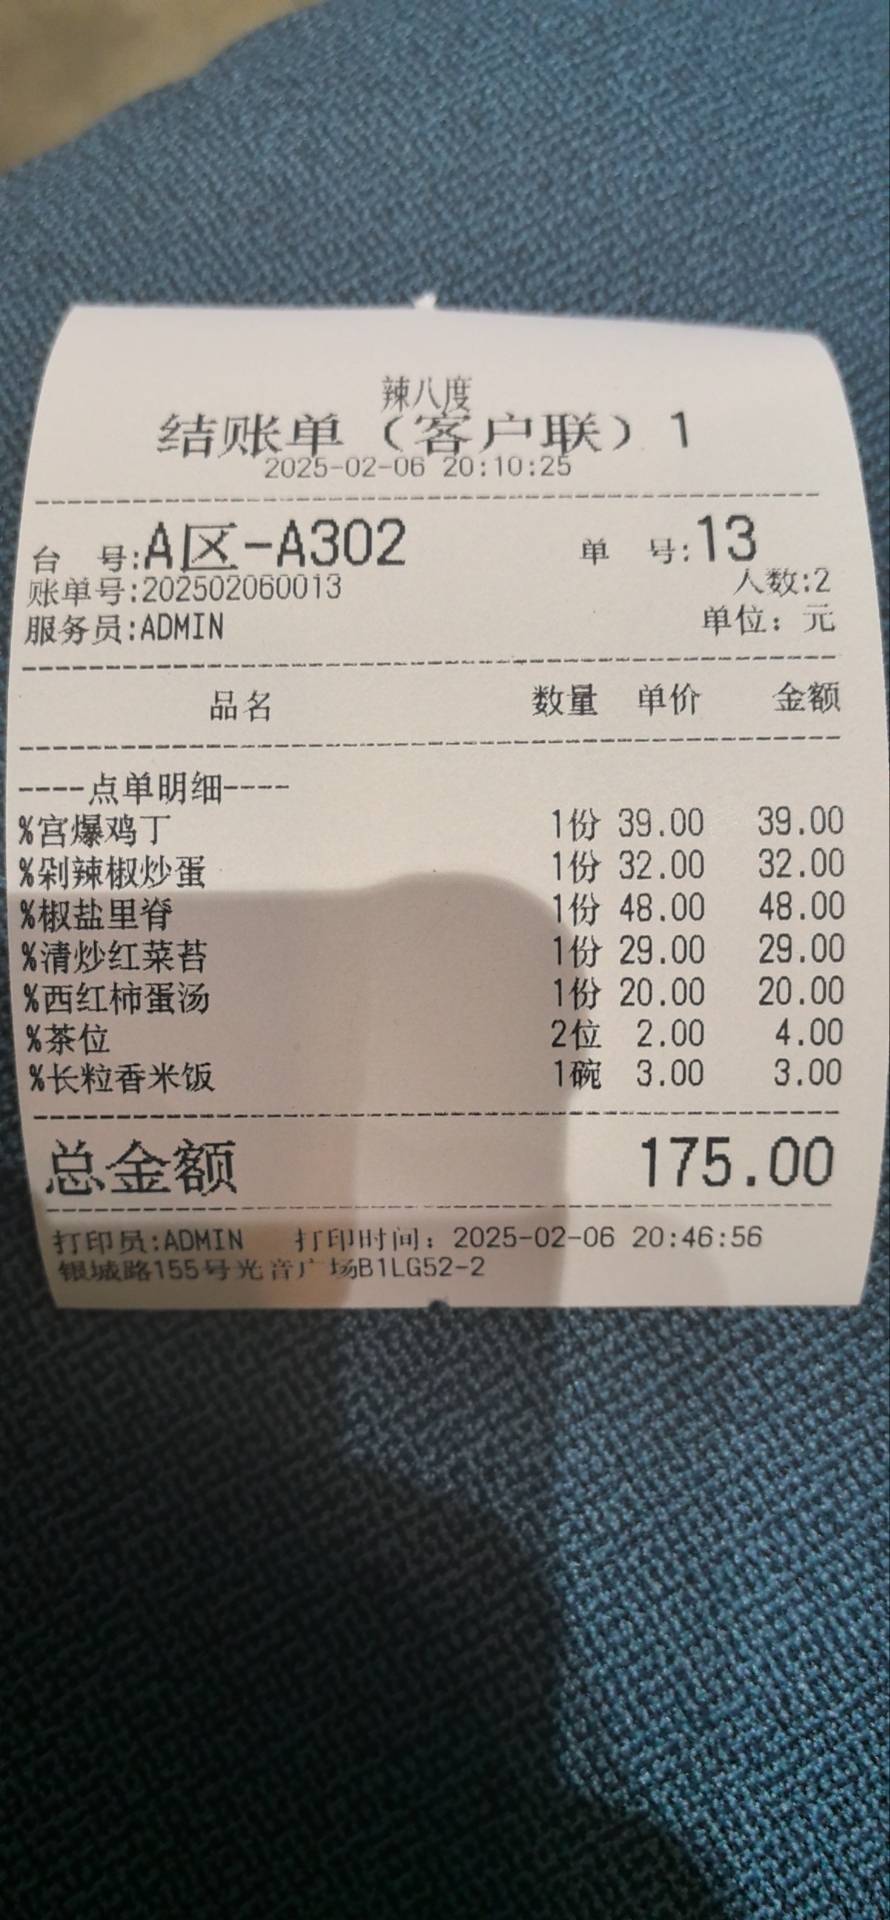 辣八度
结账单（客户联）1
2025-02-06 20:10:25
台 号:A区-A302 单 号:13
账单号:202502060013 人数:2
服务员:ADMIN 单位：元
品名 数量 单价 金额
----点单明细----
%宫爆鸡丁 1份 39.00 39.00
%剁辣椒炒蛋 1份 32.00 32.00
%椒盐里脊 1份 48.00 48.00
%清炒红菜苔 1份 29.00 29.00
%西红柿蛋汤 1份 20.00 20.00
%茶位 2位 2.00 4.00
%长粒香米饭 1碗 3.00 3.00
总金额 175.00
打印员:ADMIN 打印时间：2025-02-06 20:46:56
银城路155号光音广场B1LG52-2